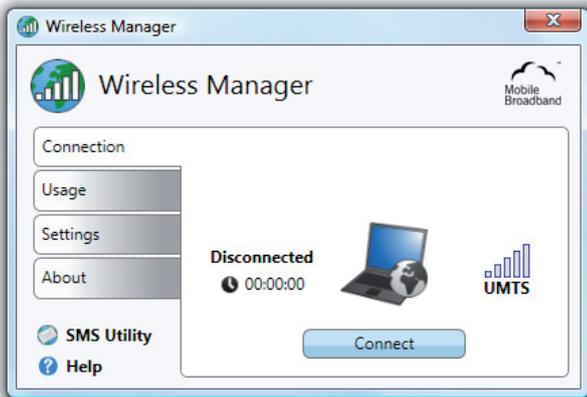 Wireless Manager
Wireless Manager
Mobile
Broadband
Connection
Usage
Settings
About
SMS Utility
Help
Disconnected
00:00:00
UMTS
Connect